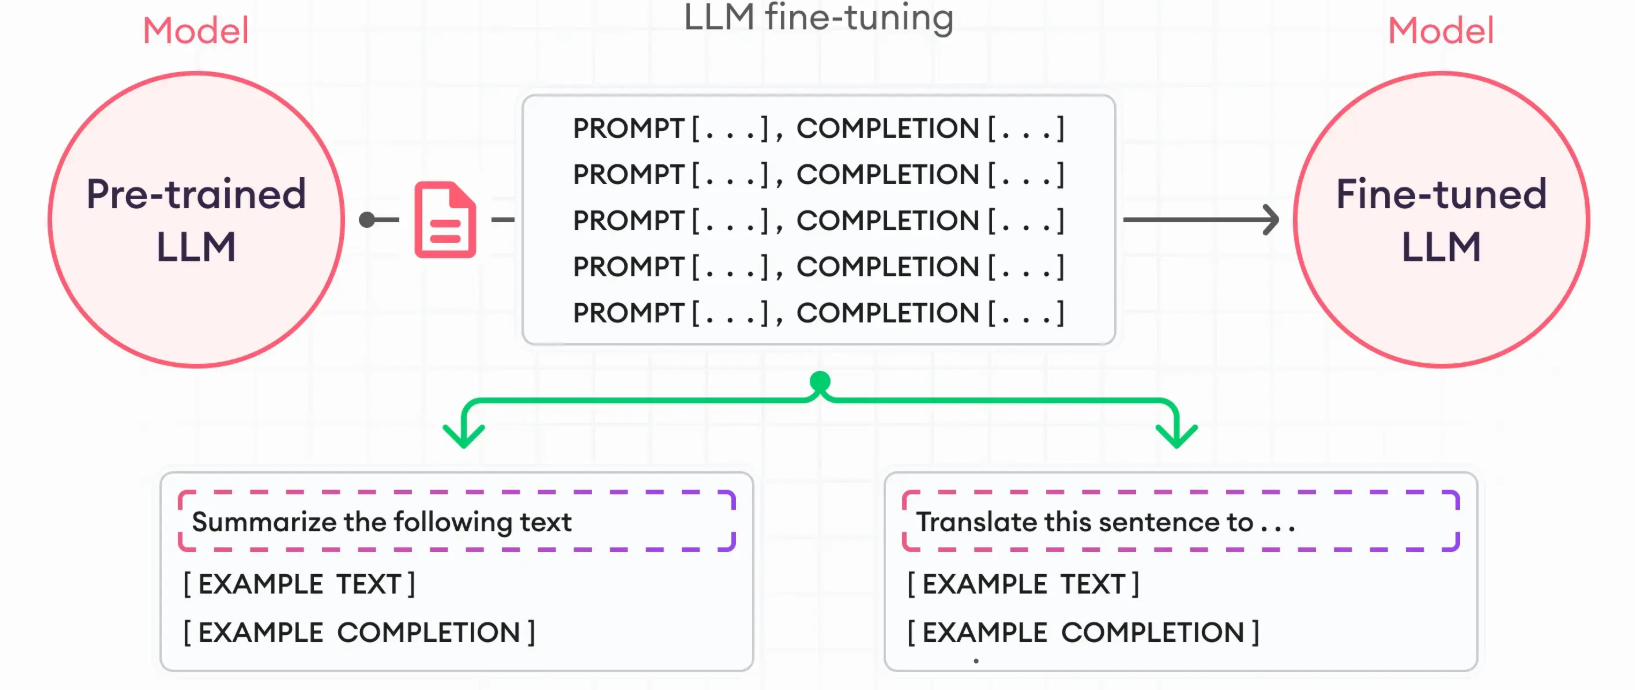 LLM fine-tuning
Model
Model
Pre-trained
LLM
PROMPT[...], COMPLETION[...]
PROMPT[...], COMPLETION[...]
PROMPT[...], COMPLETION[...]
PROMPT[...], COMPLETION[...]
PROMPT[...], COMPLETION[...]
Fine-tuned
LLM
Summarize the following text
[EXAMPLE TEXT]
[EXAMPLE COMPLETION]
Translate this sentence to...
[EXAMPLE TEXT]
[EXAMPLE COMPLETION]